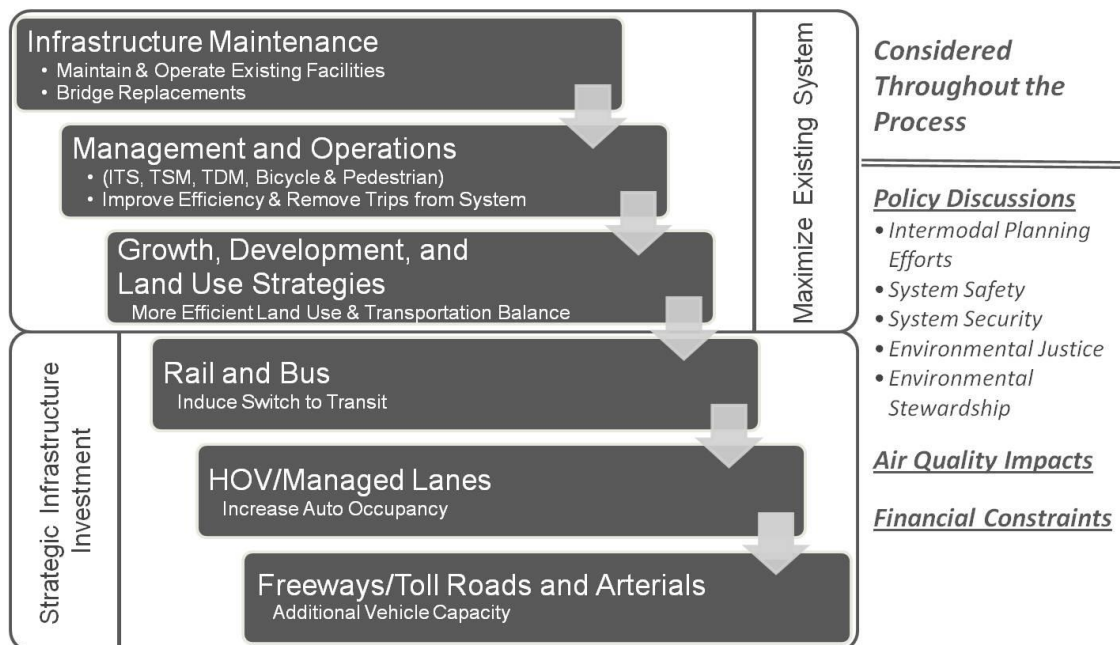 Infrastructure Maintenance
• Maintain & Operate Existing Facilities
• Bridge Replacements
Management and Operations
• (ITS, TSM, TDM, Bicycle & Pedestrian)
• Improve Efficiency & Remove Trips from System
Growth, Development, and
Land Use Strategies
More Efficient Land Use & Transportation Balance
Maximize Existing System
Strategic Infrastructure
Investment
Rail and Bus
Induce Switch to Transit
HOV/Managed Lanes
Increase Auto Occupancy
Freeways/Toll Roads and Arterials
Additional Vehicle Capacity
Considered
Throughout the
Process
Policy Discussions
• Intermodal Planning
Efforts
• System Safety
• System Security
• Environmental Justice
• Environmental
Stewardship
Air Quality Impacts
Financial Constraints